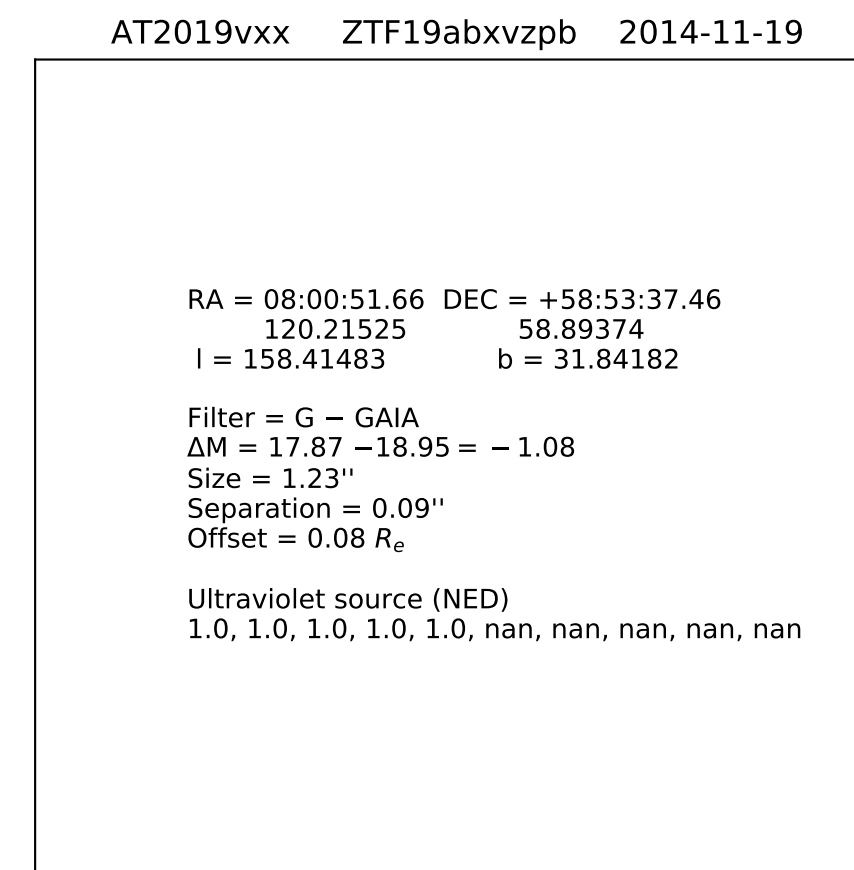 AT2019vxx ZTF19abxvzpb 2014-11-19
RA = 08:00:51.66 DEC = +58:53:37.46
120.21525 58.89374
l = 158.41483 b = 31.84182
Filter = G − GAIA
ΔM = 17.87 −18.95 = − 1.08
Size = 1.23''
Separation = 0.09''
Offset = 0.08 Rₑ
Ultraviolet source (NED)
1.0, 1.0, 1.0, 1.0, 1.0, nan, nan, nan, nan, nan